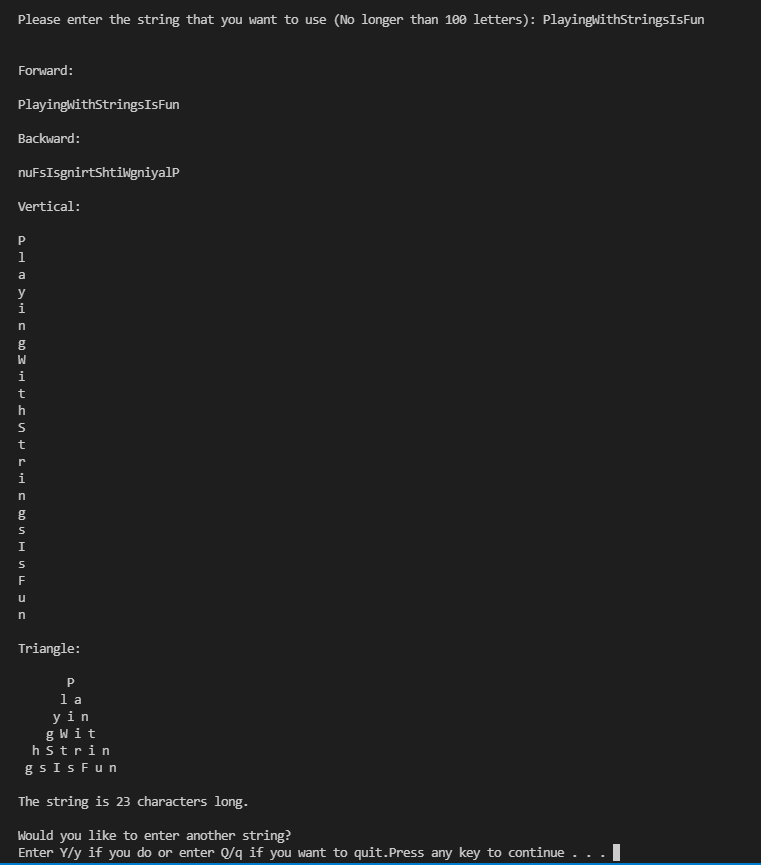 Please enter the string that you want to use (No longer than 100 letters): PlayingWithStringsIsFun
Forward:
PlayingWithStringsIsFun
Backward:
nuFsIsgnirtShtiWgniyalP
Vertical:
P
l
a
y
i
n
g
W
i
t
h
S
t
r
i
n
g
s
I
s
F
u
n
Triangle:
P
l a
y i n
g W i t
h S t r i n
g s I s F u n
The string is 23 characters long.
Would you like to enter another string?
Enter Y/y if you do or enter Q/q if you want to quit.Press any key to continue . . .